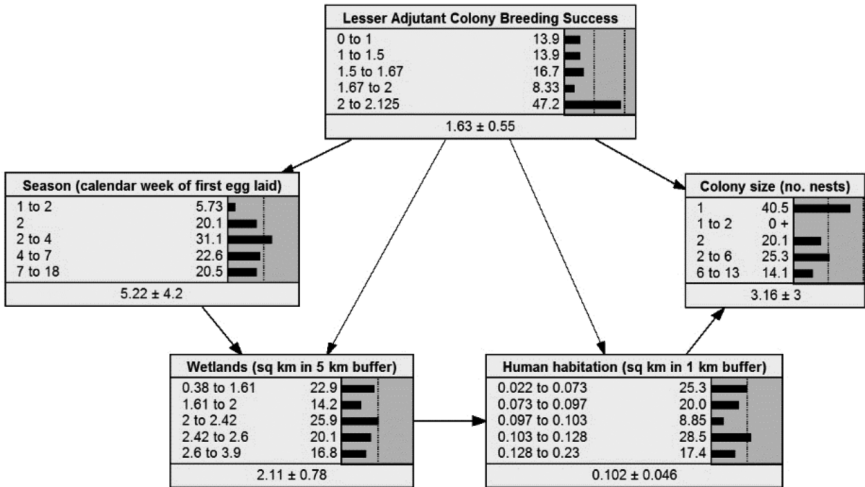 Lesser Adjutant Colony Breeding Success
0 to 1 13.9
1 to 1.5 13.9
1.5 to 1.67 16.7
1.67 to 2 8.33
2 to 2.125 47.2
1.63 ± 0.55
Season (calendar week of first egg laid)
1 to 2 5.73
2 20.1
2 to 4 31.1
4 to 7 22.6
7 to 18 20.5
5.22 ± 4.2
Colony size (no. nests)
1 40.5
1 to 2 0 +
2 20.1
2 to 6 25.3
6 to 13 14.1
3.16 ± 3
Wetlands (sq km in 5 km buffer)
0.38 to 1.61 22.9
1.61 to 2 14.2
2 to 2.42 25.9
2.42 to 2.6 20.1
2.6 to 3.9 16.8
2.11 ± 0.78
Human habitation (sq km in 1 km buffer)
0.022 to 0.073 25.3
0.073 to 0.097 20.0
0.097 to 0.103 8.85
0.103 to 0.128 28.5
0.128 to 0.23 17.4
0.102 ± 0.046